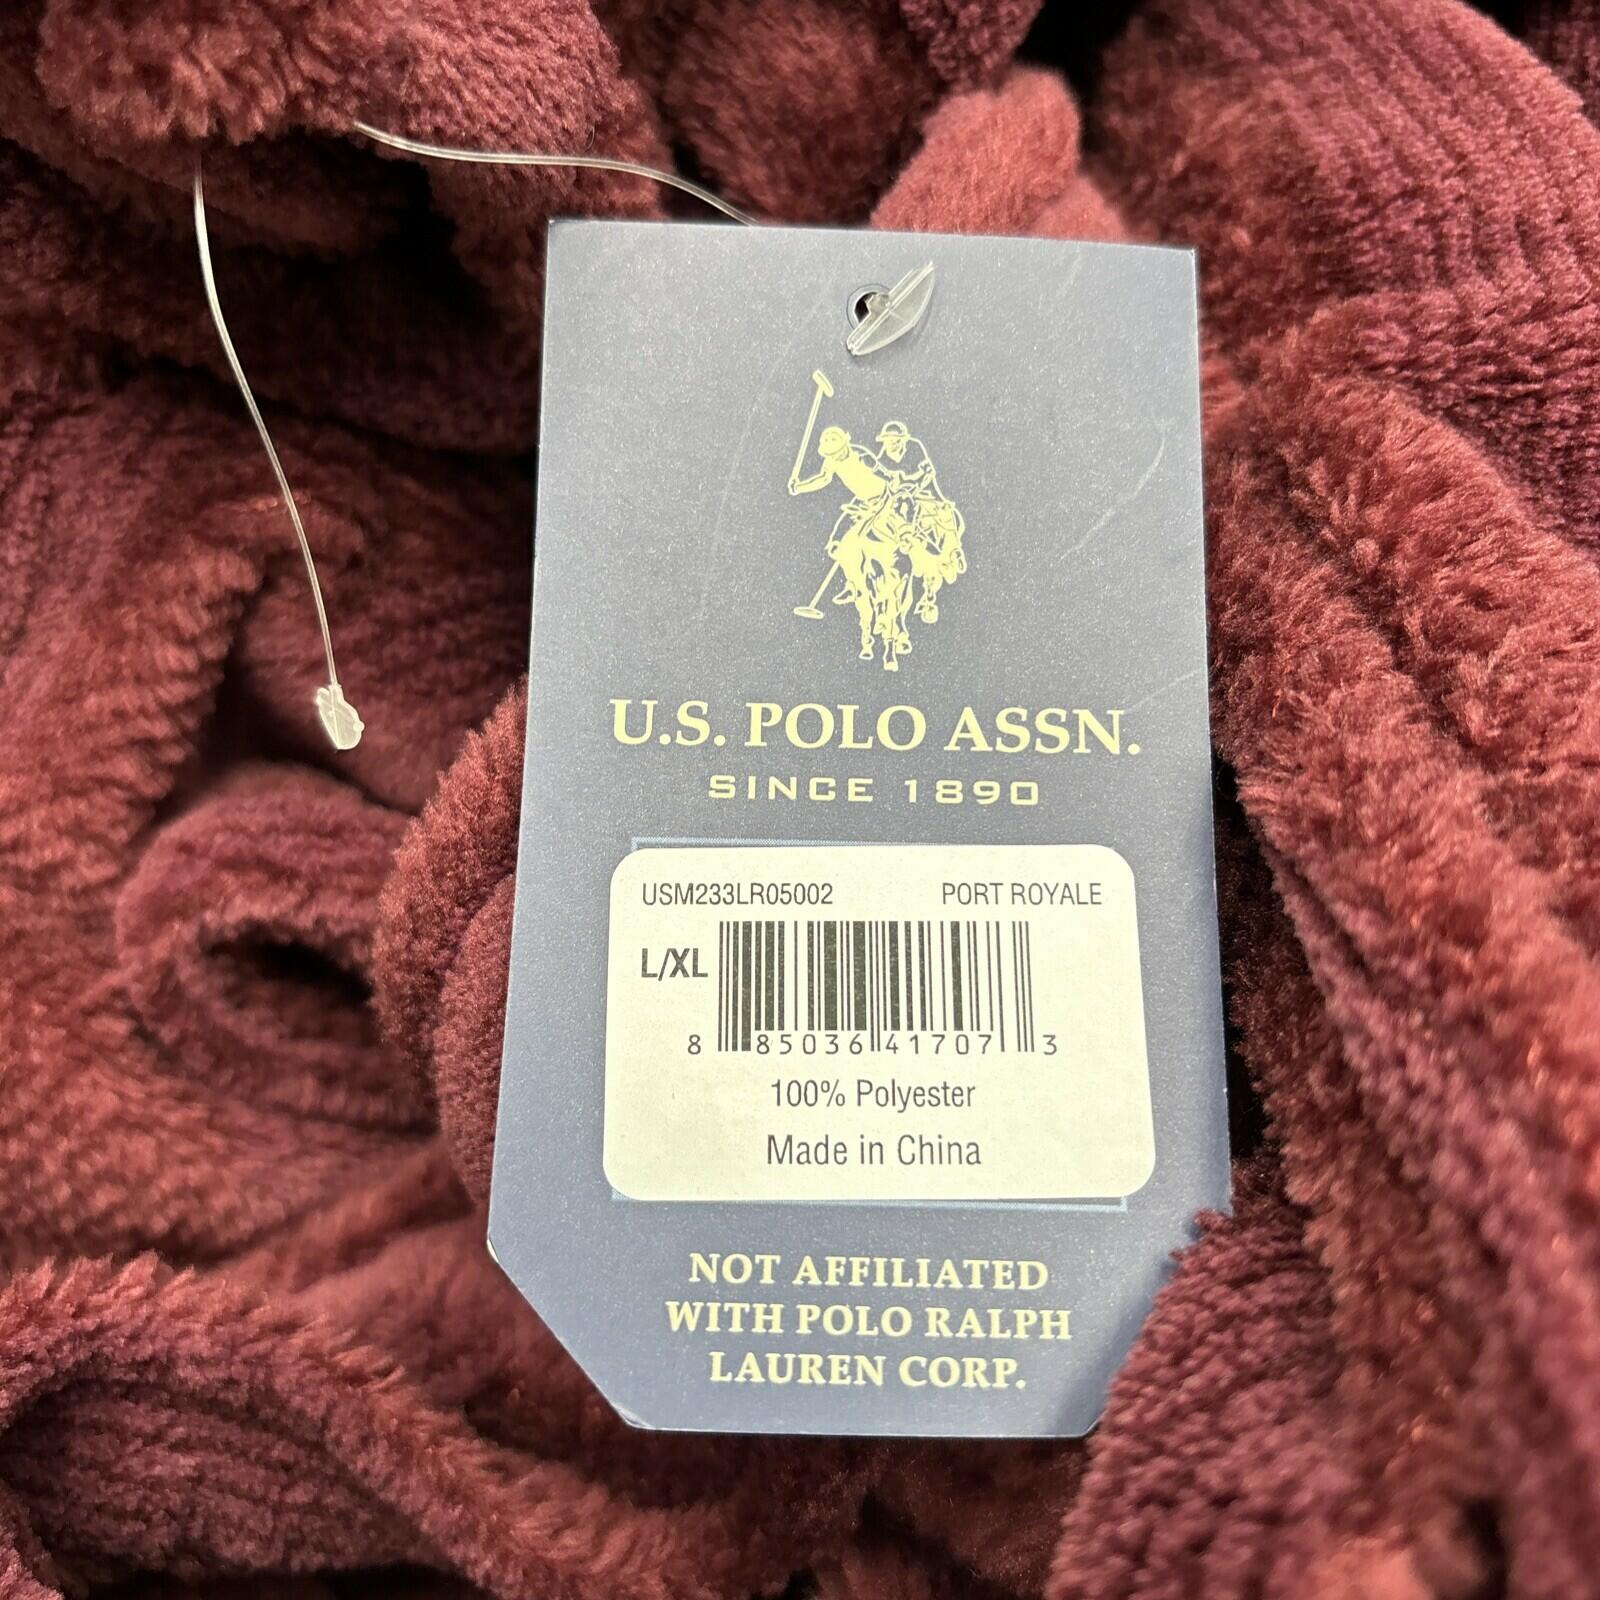 U.S. POLO ASSN.
SINCE 1890
USM233LR05002 PORT ROYALE
L/XL
8 85036 41707 3
100% Polyester
Made in China
NOT AFFILIATED
WITH POLO RALPH
LAUREN CORP.